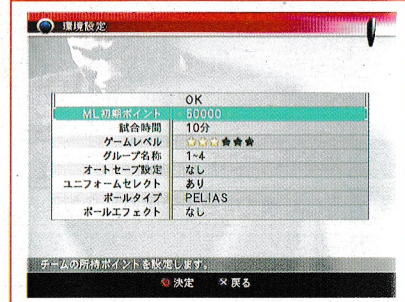 環境設定
OK
ML初期ポイント 50000
試合時間 10分
ゲームレベル ★★★★★★
グループ名称 1~4
オートセーブ設定 なし
ユニフォームセレクト あり
ボールタイプ PELIAS
ボールエフェクト なし
チームの所持ポイントを設定します。
決定 × 戻る